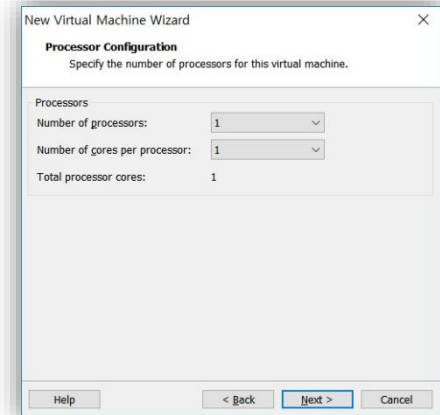 New Virtual Machine Wizard
Processor Configuration
Specify the number of processors for this virtual machine.
Processors
Number of processors: 1
Number of cores per processor: 1
Total processor cores: 1
Help < Back Next > Cancel